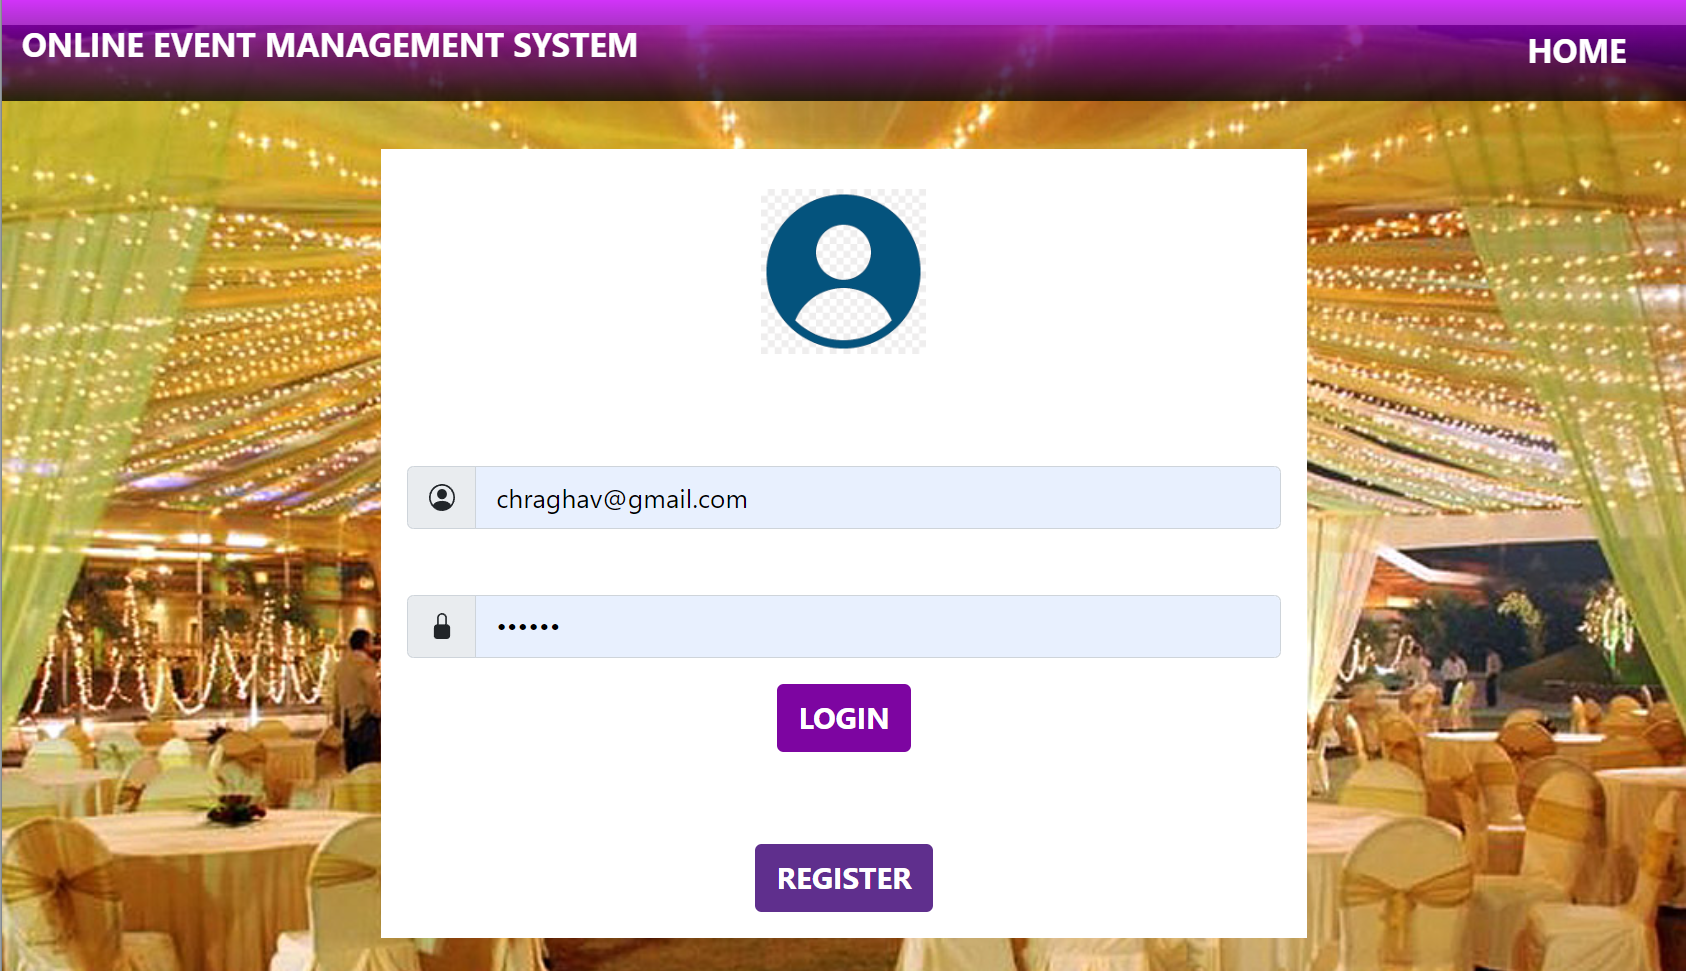 ONLINE EVENT MANAGEMENT SYSTEM
HOME
chraghav@gmail.com
••••••
LOGIN
REGISTER